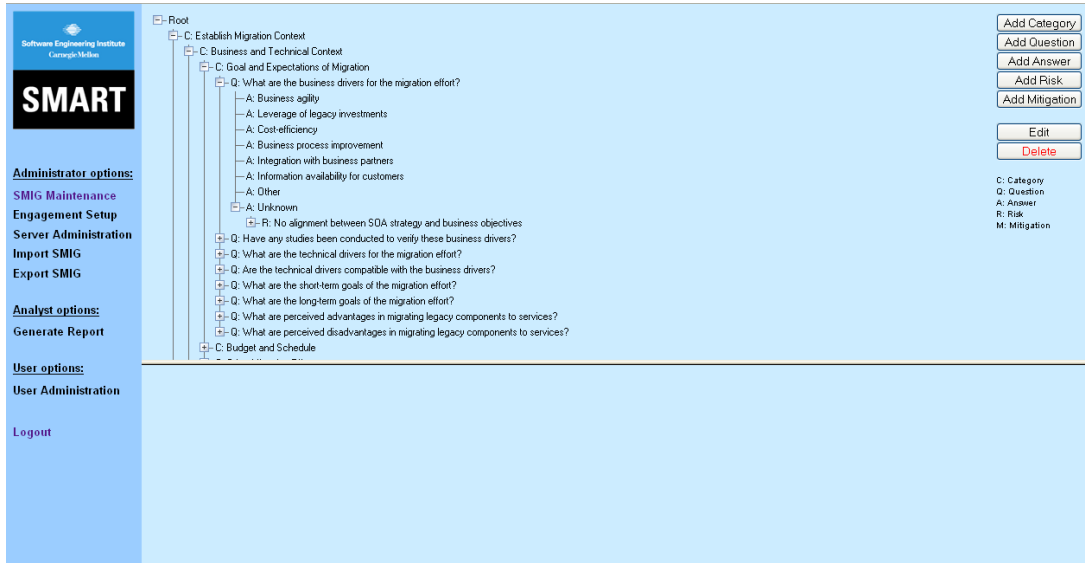 Software Engineering Institute
Carnegie Mellon
SMART
Administrator options:
SMIG Maintenance
Engagement Setup
Server Administration
Import SMIG
Export SMIG
Analyst options:
Generate Report
User options:
User Administration
Logout
Root
C: Establish Migration Context
C: Business and Technical Context
C: Goal and Expectations of Migration
Q: What are the business drivers for the migration effort?
A: Business agility
A: Leverage of legacy investments
A: Cost-efficiency
A: Business process improvement
A: Integration with business partners
A: Information availability for customers
A: Other
A: Unknown
R: No alignment between SOA strategy and business objectives
Q: Have any studies been conducted to verify these business drivers?
Q: What are the technical drivers for the migration effort?
Q: Are the technical drivers compatible with the business drivers?
Q: What are the short-term goals of the migration effort?
Q: What are the long-term goals of the migration effort?
Q: What are perceived advantages in migrating legacy components to services?
Q: What are perceived disadvantages in migrating legacy components to services?
C: Budget and Schedule
Add Category
Add Question
Add Answer
Add Risk
Add Mitigation
Edit
Delete
C: Category
Q: Question
A: Answer
R: Risk
M: Mitigation